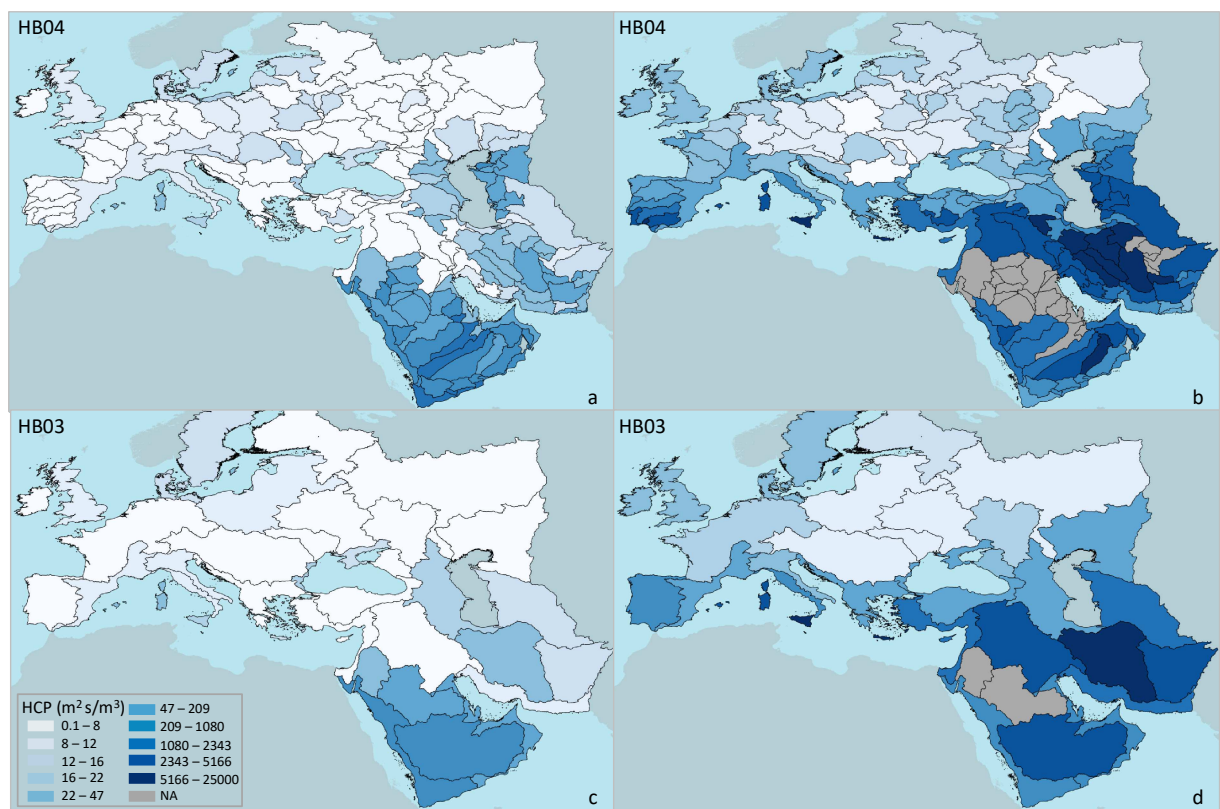 HB04
HB04
a
b
HB03
HB03
HCP (m² s/m³)
0.1 – 8
8 – 12
12 – 16
16 – 22
22 – 47
47 – 209
209 – 1080
1080 – 2343
2343 – 5166
5166 – 25000
NA
c
d